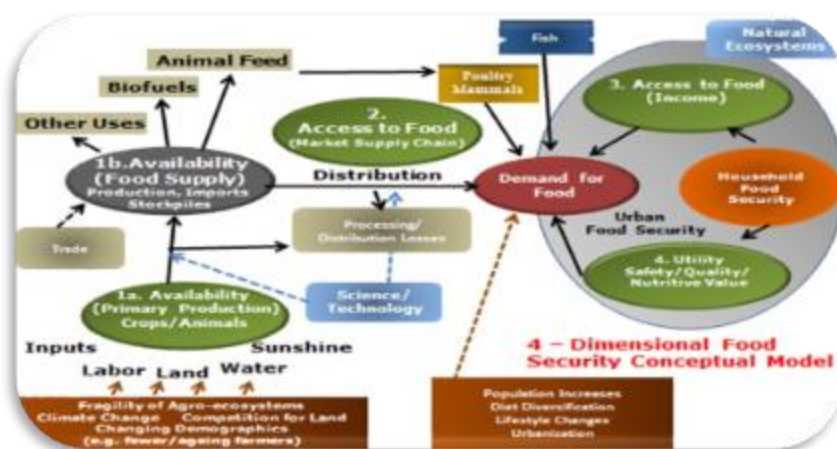 Fish
Natural
Ecosystems
Animal Feed
Biofuels
Poultry
Mammals
3. Access to Food
(Income)
Other Uses
2.
Access to Food
(Market Supply Chain)
1b.Availability
(Food Supply)
Production, Imports
Stockpiles
Distribution
Demand for
Food
Household
Food
Security
Urban
Food Security
Trade
Processing/
Distribution Losses
4. Utility
Safety/Quality/
Nutritive Value
1a. Availability
(Primary Production)
Crops/Animals
Science/
Technology
Inputs
Sunshine
Labor
Land
Water
4 – Dimensional Food
Security Conceptual Model
Fragility of Agro-ecosystems
Climate Change Competition for Land
Changing Demographics
(e.g. fewer/ageing farmers)
Population Increases
Diet Diversification
Lifestyle Changes
Urbanization